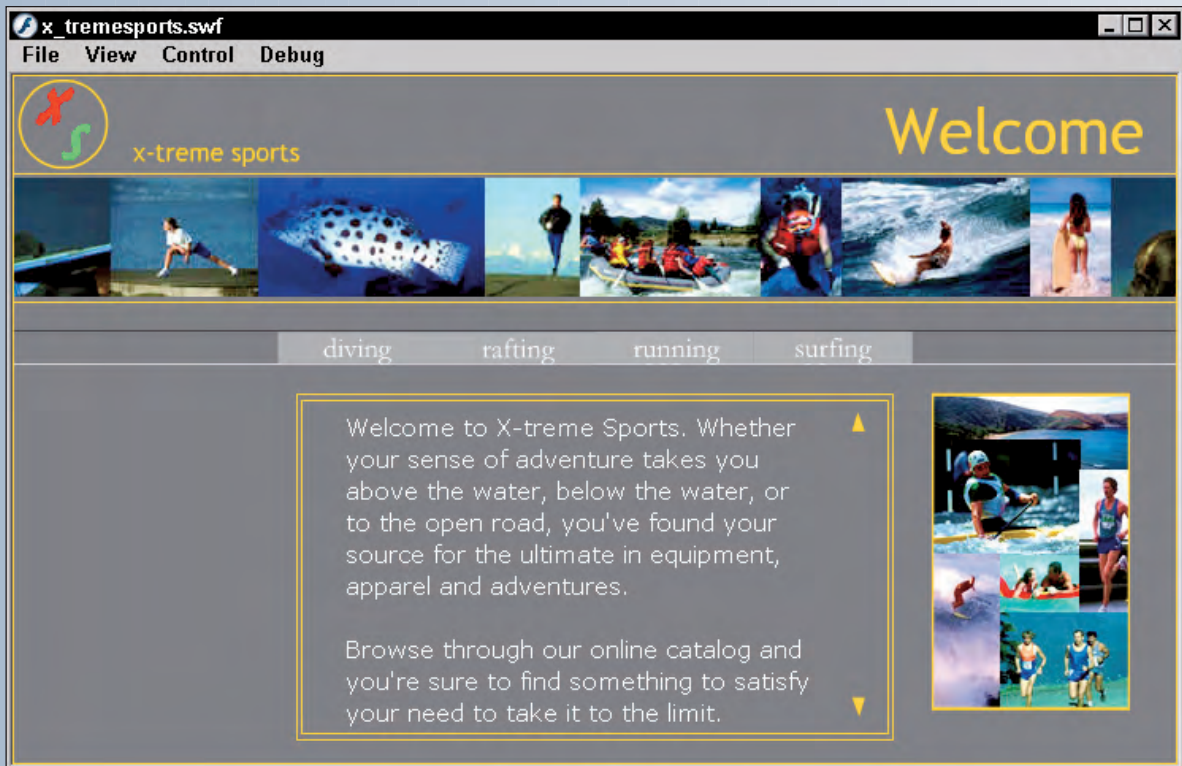 x_tremesports.swf
File View Control Debug
XS
x-treme sports
Welcome
diving rafting running surfing
Welcome to X-treme Sports. Whether
your sense of adventure takes you
above the water, below the water, or
to the open road, you've found your
source for the ultimate in equipment,
apparel and adventures.
Browse through our online catalog and
you're sure to find something to satisfy
your need to take it to the limit.